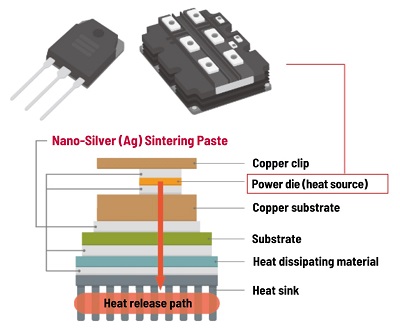 Nano-Silver (Ag) Sintering Paste
Copper clip
Power die (heat source)
Copper substrate
Substrate
Heat dissipating material
Heat sink
Heat release path